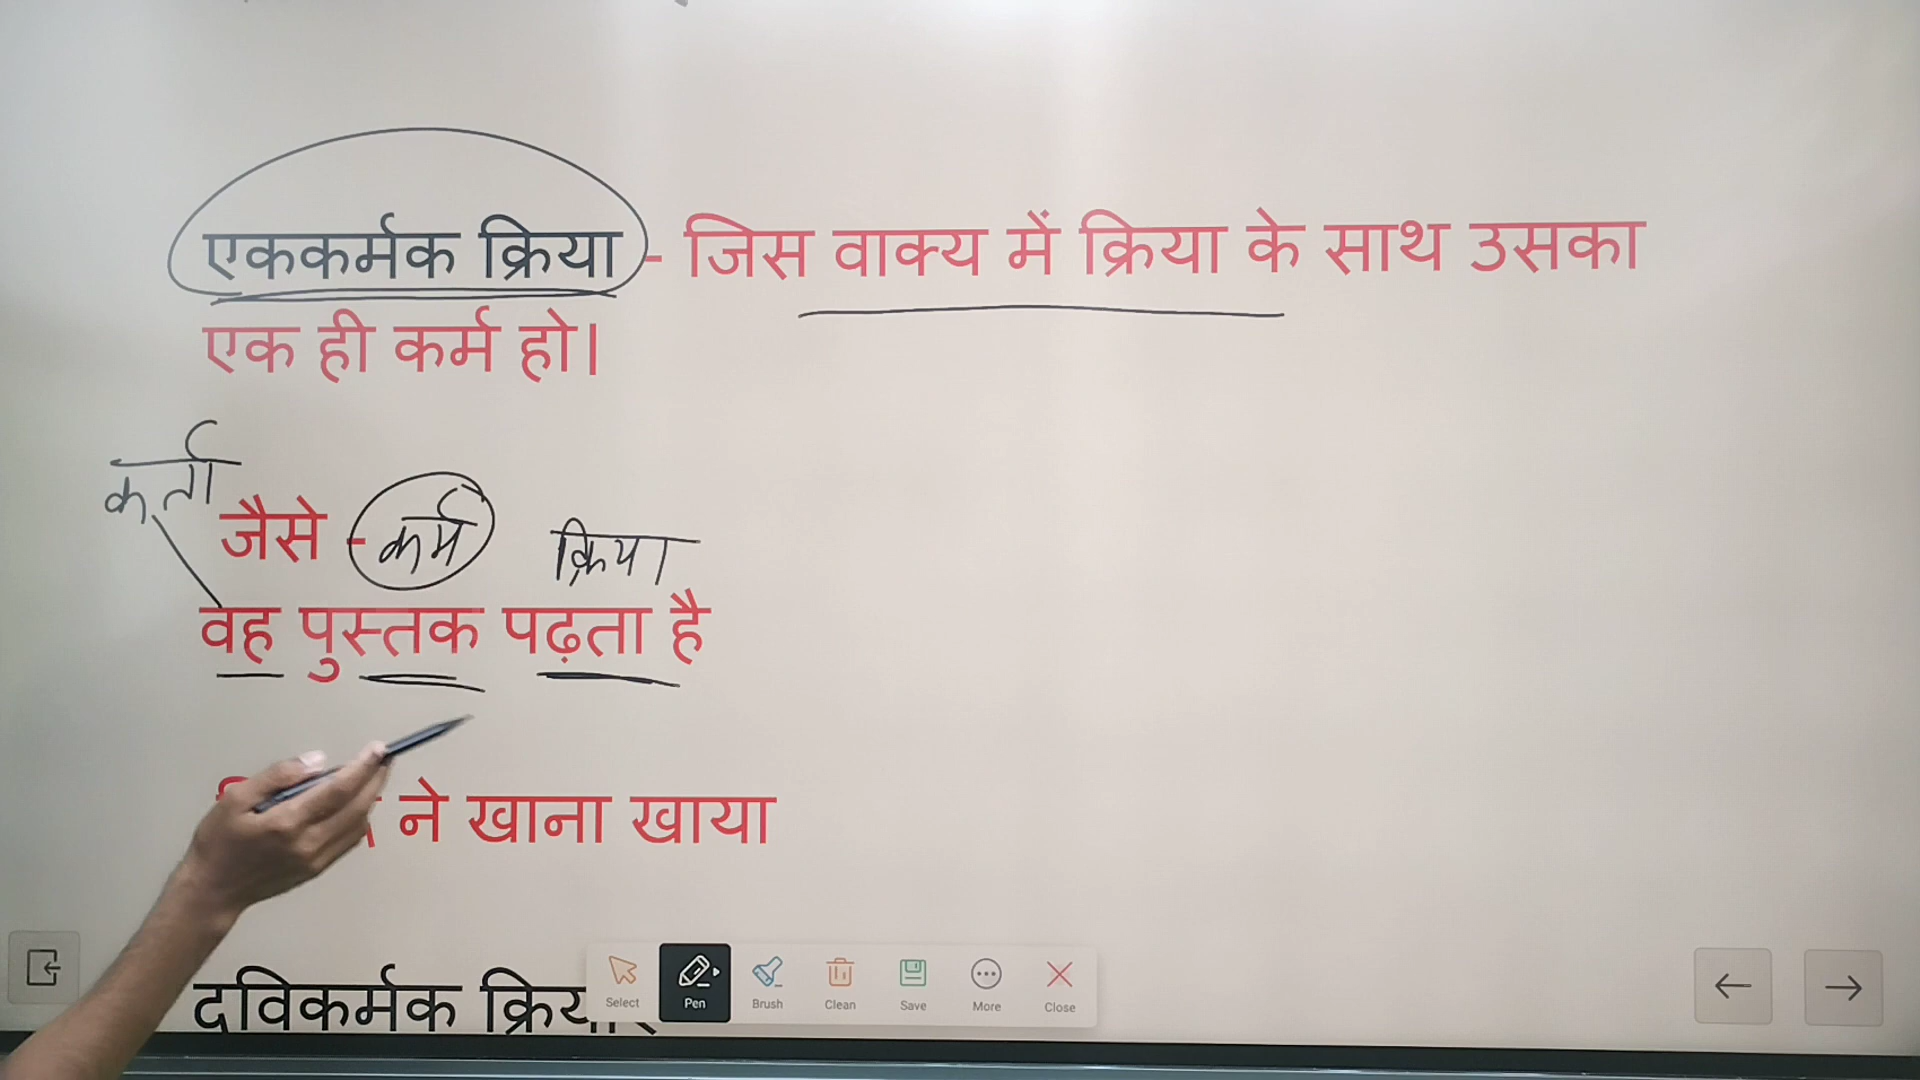 एककर्मक क्रिया - जिस वाक्य में क्रिया के साथ उसका
एक ही कर्म हो।
कर्ता
जैसे - कर्म क्रिया
वह पुस्तक पढ़ता है
ने खाना खाया
दविकर्मक
Select Pen Brush Clean Save More Close